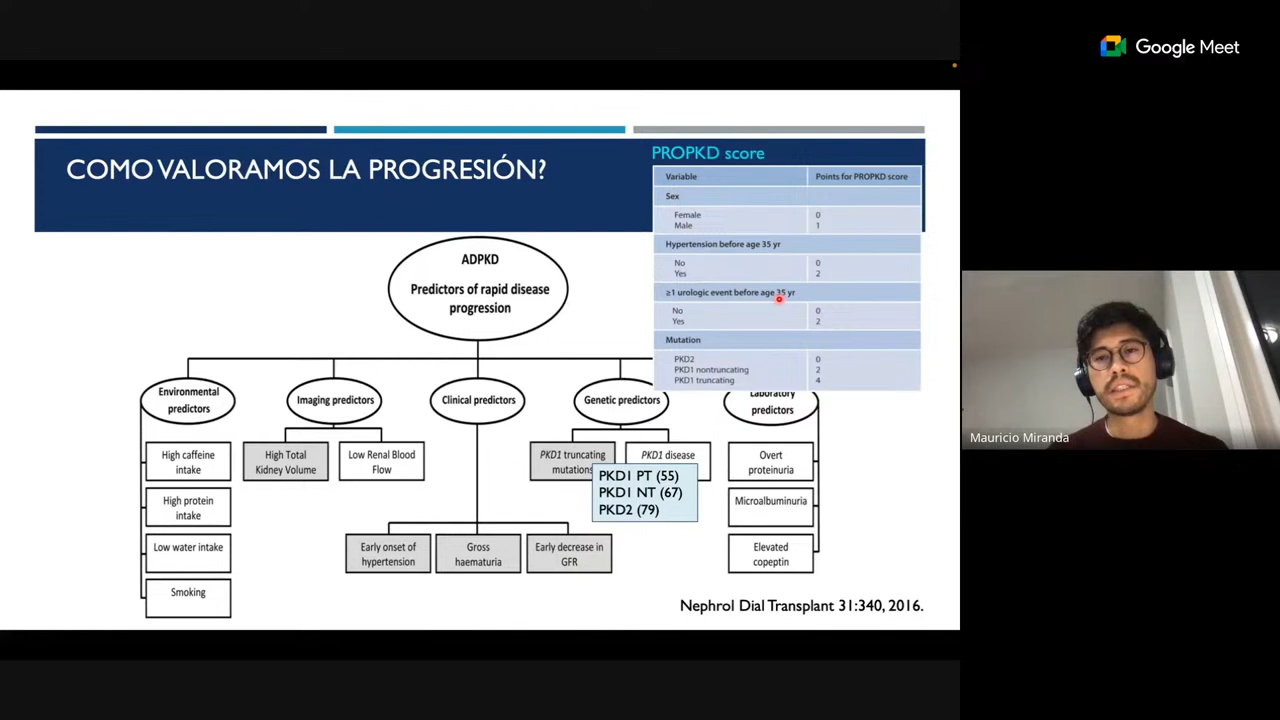 Google Meet
COMO VALORAMOS LA PROGRESIÓN?
PROPKD score
Variable Points for PROPKD score
Sex
Female 0
Male 1
Hypertension before age 35 yr
No 0
Yes 2
≥1 urologic event before age 35 yr
No 0
Yes 2
Mutation
PKD2 0
PKD1 nontruncating 2
PKD1 truncating 4
ADPKD
Predictors of rapid disease
progression
Environmental
predictors
Imaging predictors
Clinical predictors
Genetic predictors
Laboratory
predictors
High caffeine
intake
High protein
intake
Low water intake
Smoking
High Total
Kidney Volume
Low Renal Blood
Flow
Early onset of
hypertension
Gross
haematuria
Early decrease in
GFR
PKD1 truncating
mutations
PKD1 disease
PKD1 PT (55)
PKD1 NT (67)
PKD2 (79)
Overt
proteinuria
Microalbuminuria
Elevated
copeptin
Nephrol Dial Transplant 31:340, 2016.
Mauricio Miranda